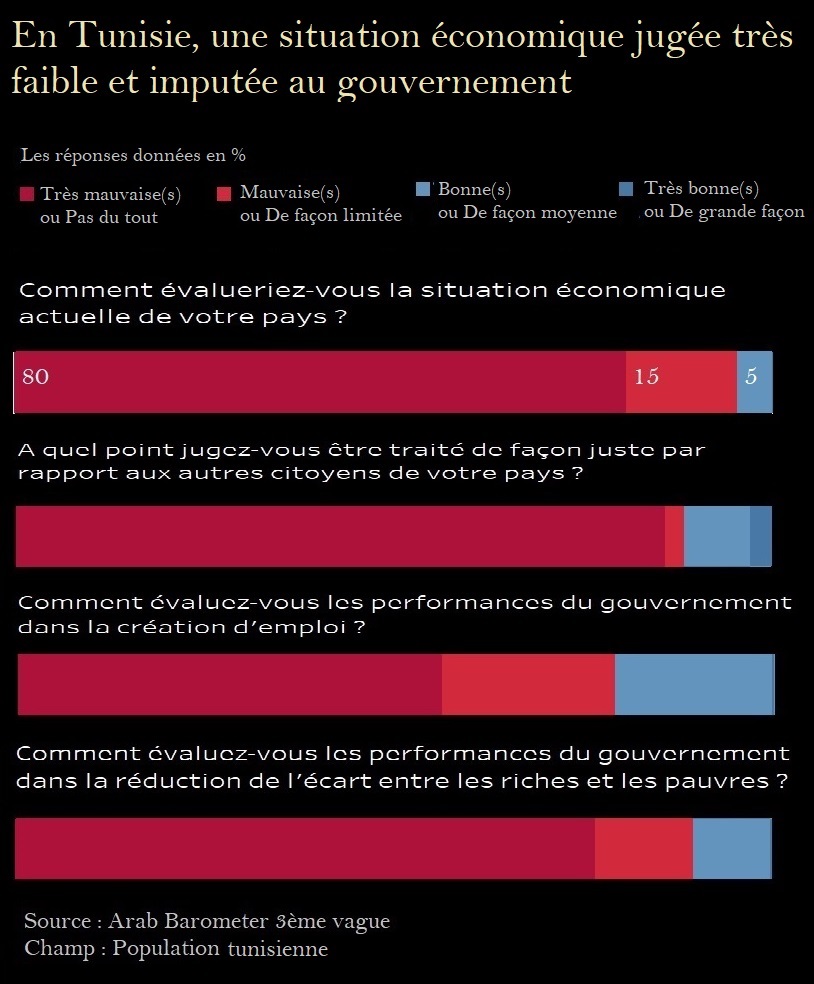 En Tunisie, une situation économique jugée très
faible et imputée au gouvernement
Les réponses données en %
Très mauvaise(s)
ou Pas du tout
Mauvaise(s)
ou De façon limitée
Bonne(s)
ou De façon moyenne
Très bonne(s)
ou De grande façon
Comment évalueriez-vous la situation économique
actuelle de votre pays ?
80 15 5
A quel point jugez-vous être traité de façon juste par
rapport aux autres citoyens de votre pays ?
Comment évaluez-vous les performances du gouvernement
dans la création d'emploi ?
Comment évaluez-vous les performances du gouvernement
dans la réduction de l'écart entre les riches et les pauvres ?
Source : Arab Barometer 3ème vague
Champ : Population tunisienne